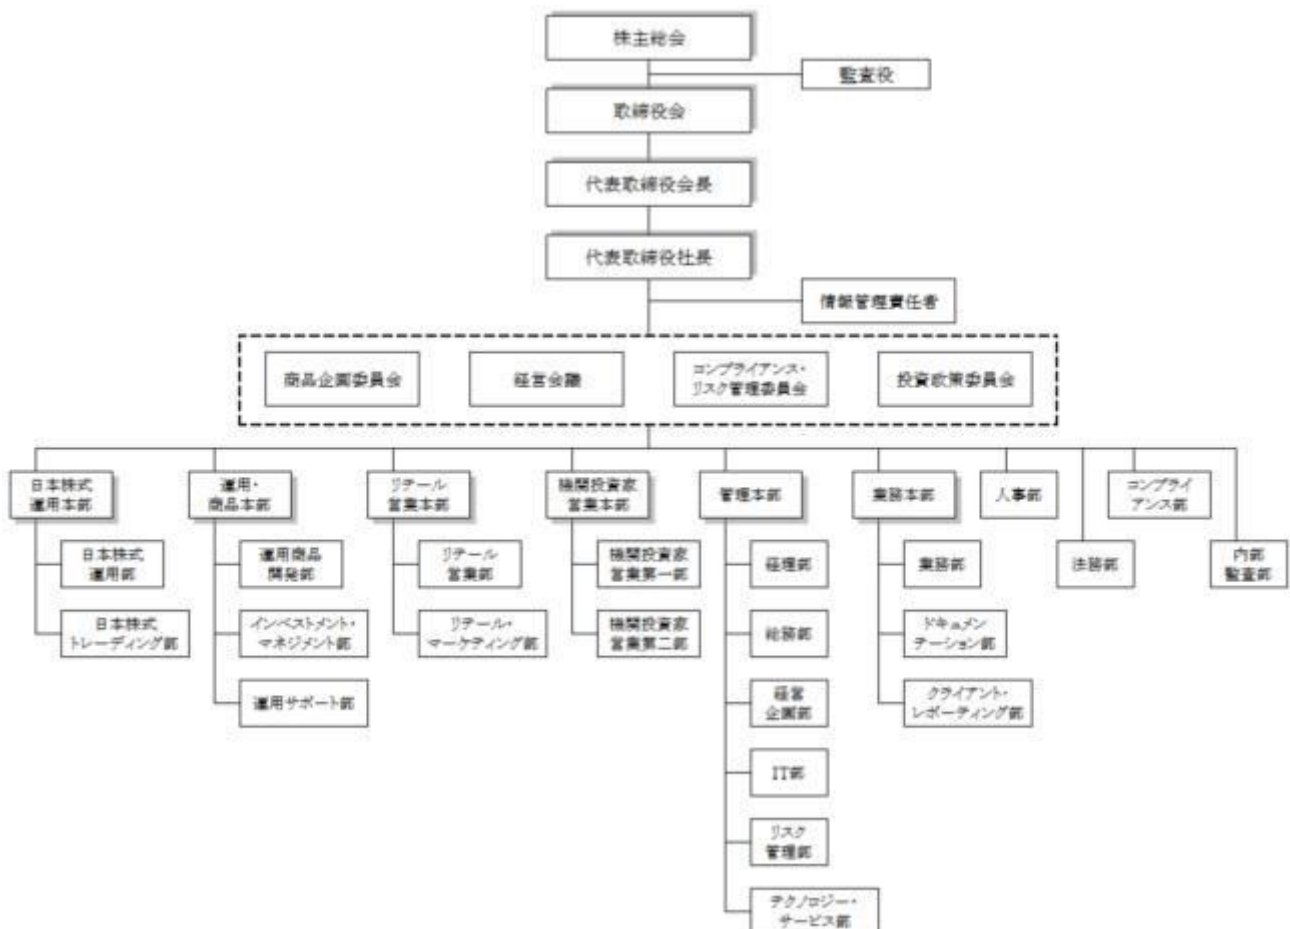 株主総会
監査役
取締役会
代表取締役会長
代表取締役社長
情報管理責任者
商品企画委員会
経営会議
コンプライアンス・
リスク管理委員会
投資政策委員会
日本株式
運用本部
運用・
商品本部
リテール
営業本部
機関投資家
営業本部
管理本部
業務本部
人事部
コンプライ
アンス部
日本株式
運用部
運用商品
開発部
リテール
営業部
機関投資家
営業第一部
経理部
業務部
法務部
内部
監査部
日本株式
トレーディング部
インベストメント・
マネジメント部
リテール・
マーケティング部
機関投資家
営業第二部
総務部
ドキュメン
テーション部
運用サポート部
経営
企画部
クライアント・
レポーティング部
IT部
リスク
管理部
テクノロジー・
サービス部